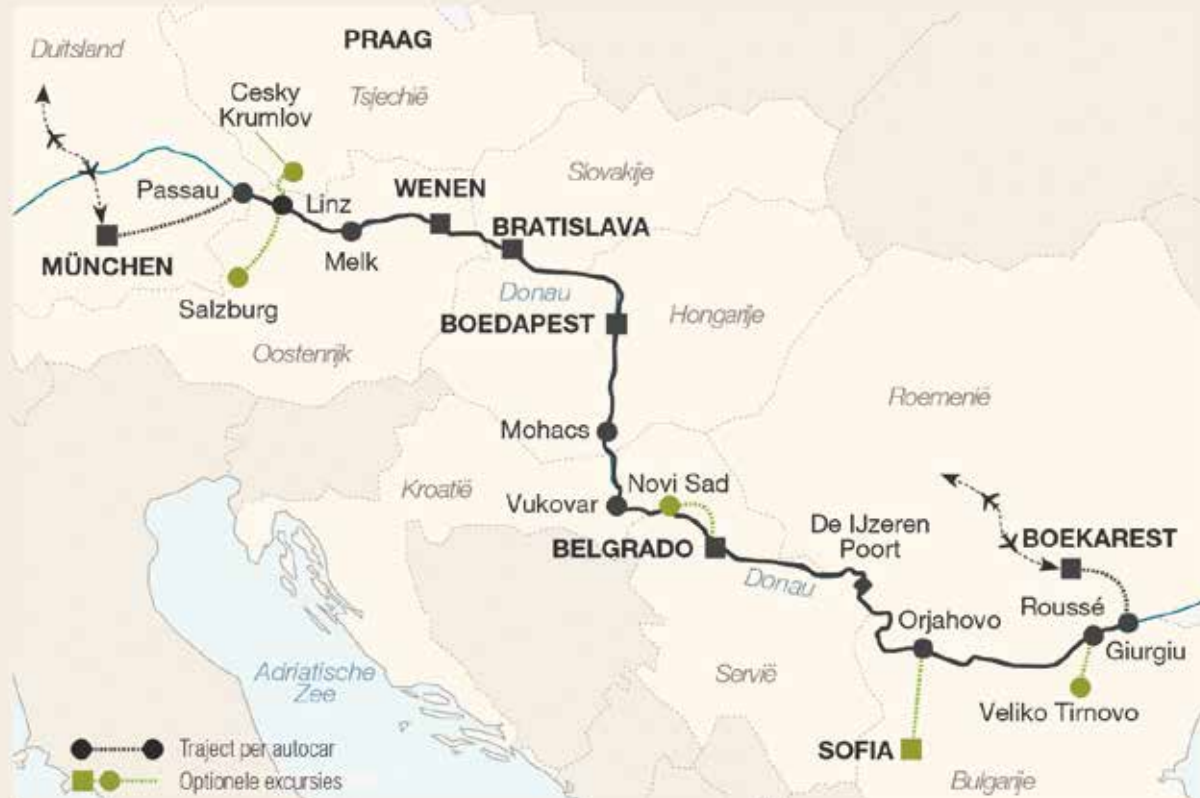 PRAAG
Duitsland
Cesky
Krumlov
Tsjechië
Slovakije
Passau
Linz
WENEN
BRATISLAVA
MÜNCHEN
Melk
Salzburg
Donau
BOEDAPEST
Hongarije
Oostenrijk
Roemenië
Mohacs
Kroatië
Vukovar
Novi Sad
De IJzeren
Poort
BOEKAREST
BELGRADO
Donau
Roussé
Orjahovo
Giurgiu
Adriatische
Zee
Servië
Veliko Tirnovo
SOFIA
Traject per autocar
Optionele excursies
Bulgarije